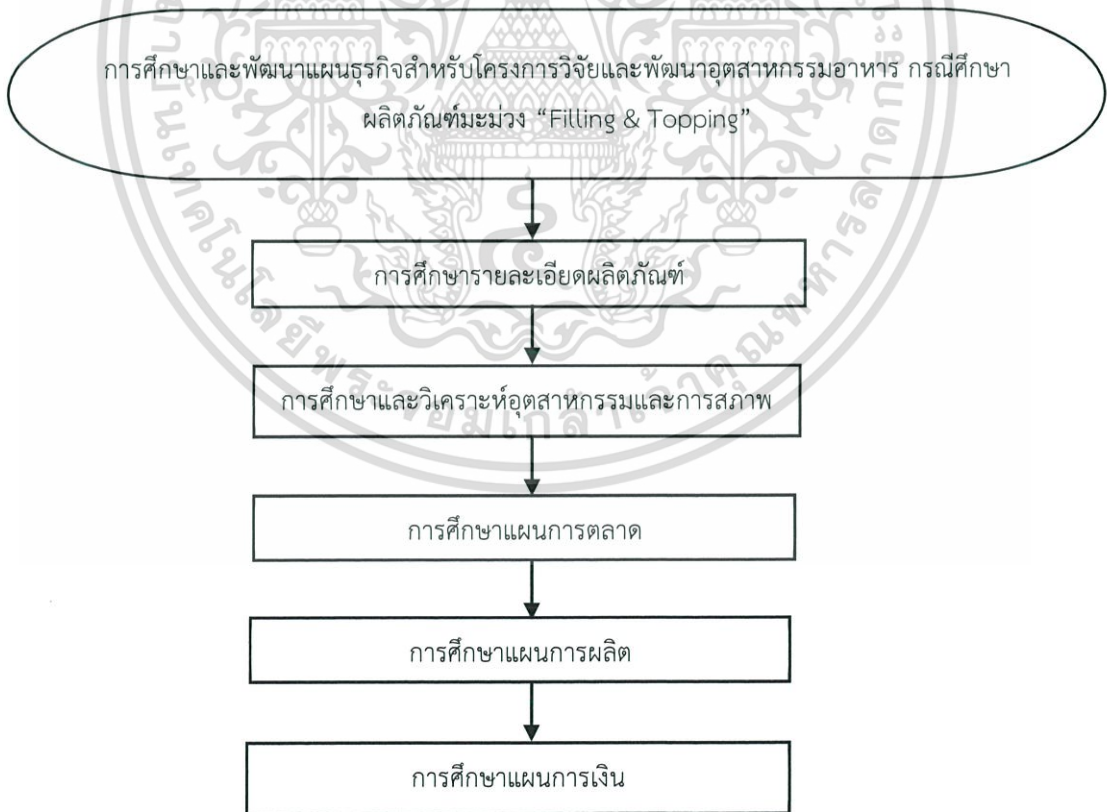 การศึกษาและพัฒนาแผนธุรกิจสำหรับโครงการวิจัยและพัฒนาอุตสาหกรรมอาหาร กรณีศึกษา
ผลิตภัณฑ์มะม่วง “Filling & Topping”
การศึกษารายละเอียดผลิตภัณฑ์
การศึกษาและวิเคราะห์อุตสาหกรรมและการสภาพ
การศึกษาแผนการตลาด
การศึกษาแผนการผลิต
การศึกษาแผนการเงิน